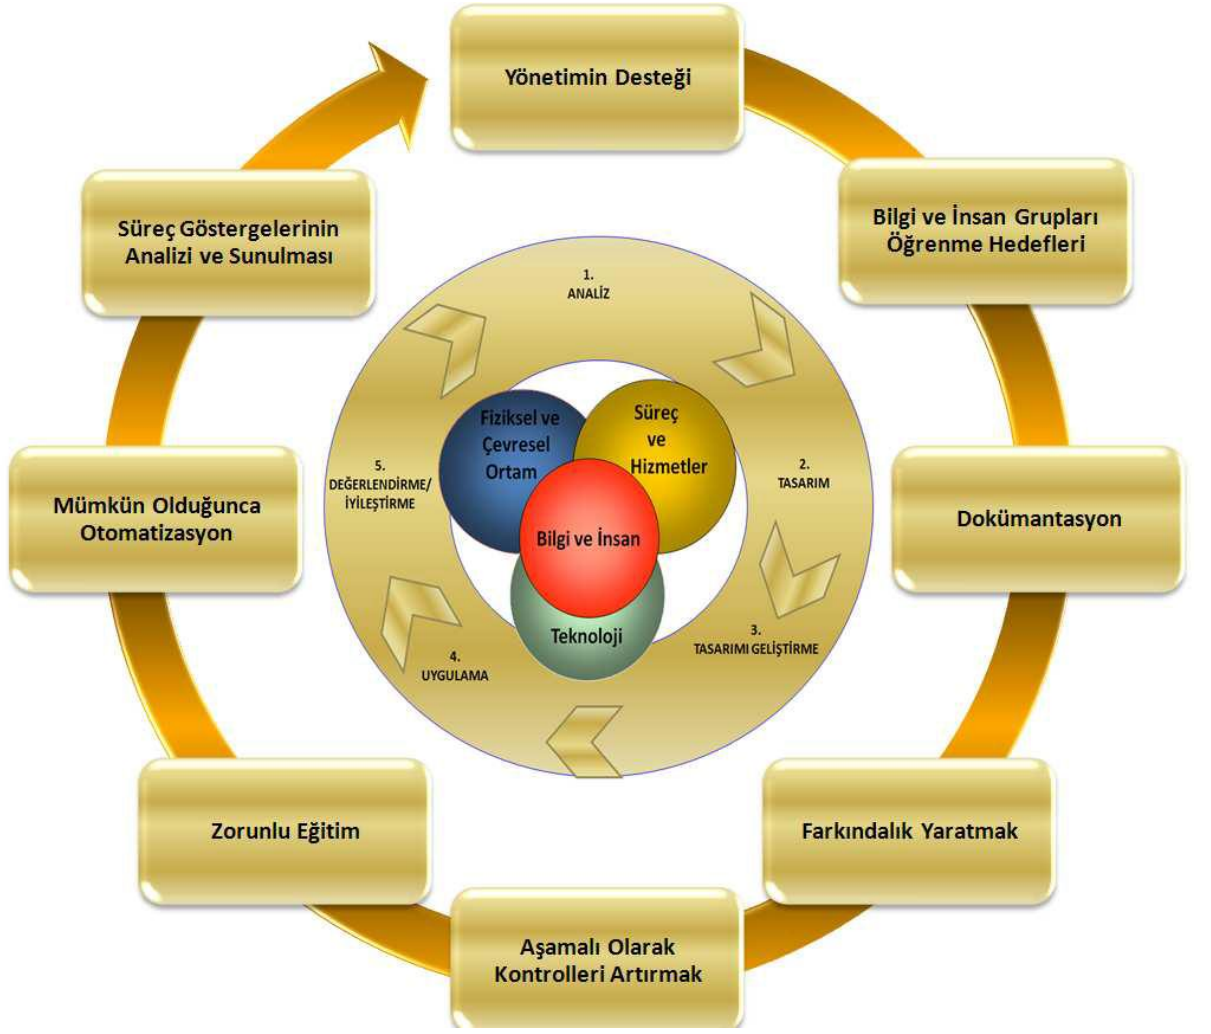 Yönetimin Desteği
Bilgi ve İnsan Grupları
Öğrenme Hedefleri
Dokümantasyon
Farkındalık Yaratmak
Aşamalı Olarak
Kontrolleri Artırmak
Zorunlu Eğitim
Mümkün Olduğunca
Otomatizasyon
Süreç Göstergelerinin
Analizi ve Sunulması
1.
ANALİZ
2.
TASARIM
3.
TASARIMI GELİŞTİRME
4.
UYGULAMA
5.
DEĞERLENDİRME/
İYİLEŞTİRME
Fiziksel ve
Çevresel
Ortam
Süreç
ve
Hizmetler
Bilgi ve İnsan
Teknoloji